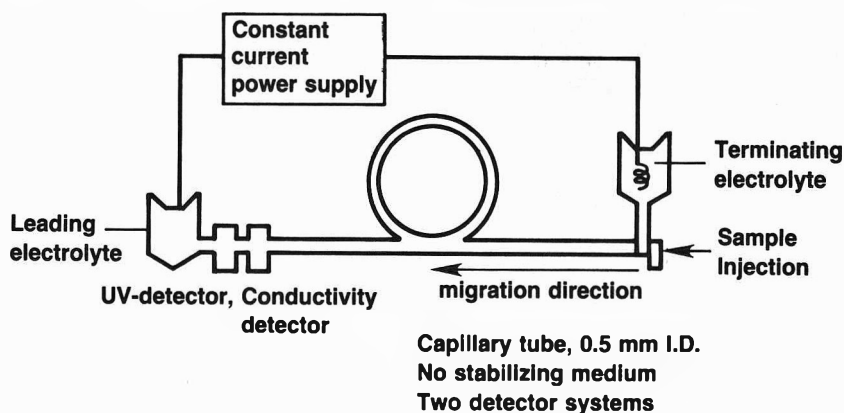 Constant
current
power supply
Terminating
electrolyte
Leading
electrolyte
Sample
Injection
migration direction
UV-detector, Conductivity
detector
Capillary tube, 0.5 mm I.D.
No stabilizing medium
Two detector systems